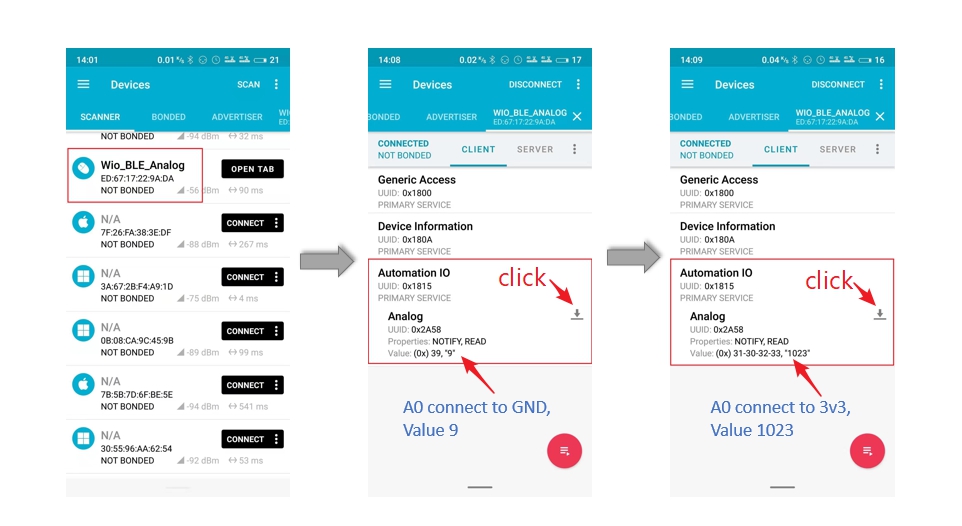 14:01 0.01 ᴷ/s 21
Devices SCAN
SCANNER BONDED ADVERTISER
NOT BONDED -94 dBm 32 ms
Wio_BLE_Analog
ED:67:17:22:9A:DA OPEN TAB
NOT BONDED -56 dBm 90 ms
N/A
7F:26:FA:38:3E:DF CONNECT
NOT BONDED -88 dBm 267 ms
N/A
3A:67:2B:F4:A9:1D CONNECT
NOT BONDED -75 dBm 4 ms
N/A
0B:08:CA:9C:45:9B CONNECT
NOT BONDED -89 dBm 99 ms
N/A
7B:5B:7D:6F:BE:5E CONNECT
NOT BONDED -94 dBm 541 ms
N/A
30:55:96:AA:62:54 CONNECT
NOT BONDED -92 dBm 53 ms
14:08 0.02 ᴷ/s 17
Devices DISCONNECT
BONDED ADVERTISER WIO_BLE_ANALOG
ED:67:17:22:9A:DA
CONNECTED
NOT BONDED CLIENT SERVER
Generic Access
UUID: 0x1800
PRIMARY SERVICE
Device Information
UUID: 0x180A
PRIMARY SERVICE
Automation IO
UUID: 0x1815
PRIMARY SERVICE
click
Analog
UUID: 0x2A58
Properties: NOTIFY, READ
Value: (0x) 39, "9"
A0 connect to GND,
Value 9
14:09 0.04 ᴷ/s 16
Devices DISCONNECT
BONDED ADVERTISER WIO_BLE_ANALOG
ED:67:17:22:9A:DA
CONNECTED
NOT BONDED CLIENT SERVER
Generic Access
UUID: 0x1800
PRIMARY SERVICE
Device Information
UUID: 0x180A
PRIMARY SERVICE
Automation IO
UUID: 0x1815
PRIMARY SERVICE
click
Analog
UUID: 0x2A58
Properties: NOTIFY, READ
Value: (0x) 31-30-32-33, "1023"
A0 connect to 3v3,
Value 1023